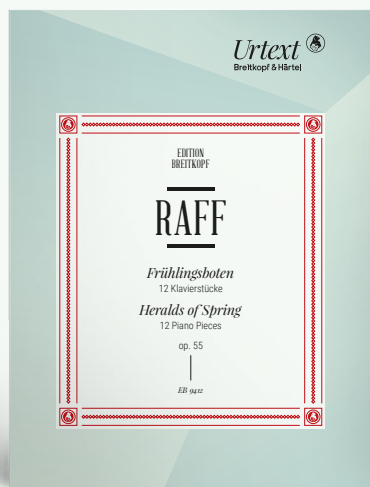 Urtext
Breitkopf & Härtel
EDITION
BREITKOPF
RAFF
Frühlingsboten
12 Klavierstücke
Heralds of Spring
12 Piano Pieces
op. 55
EB 9412